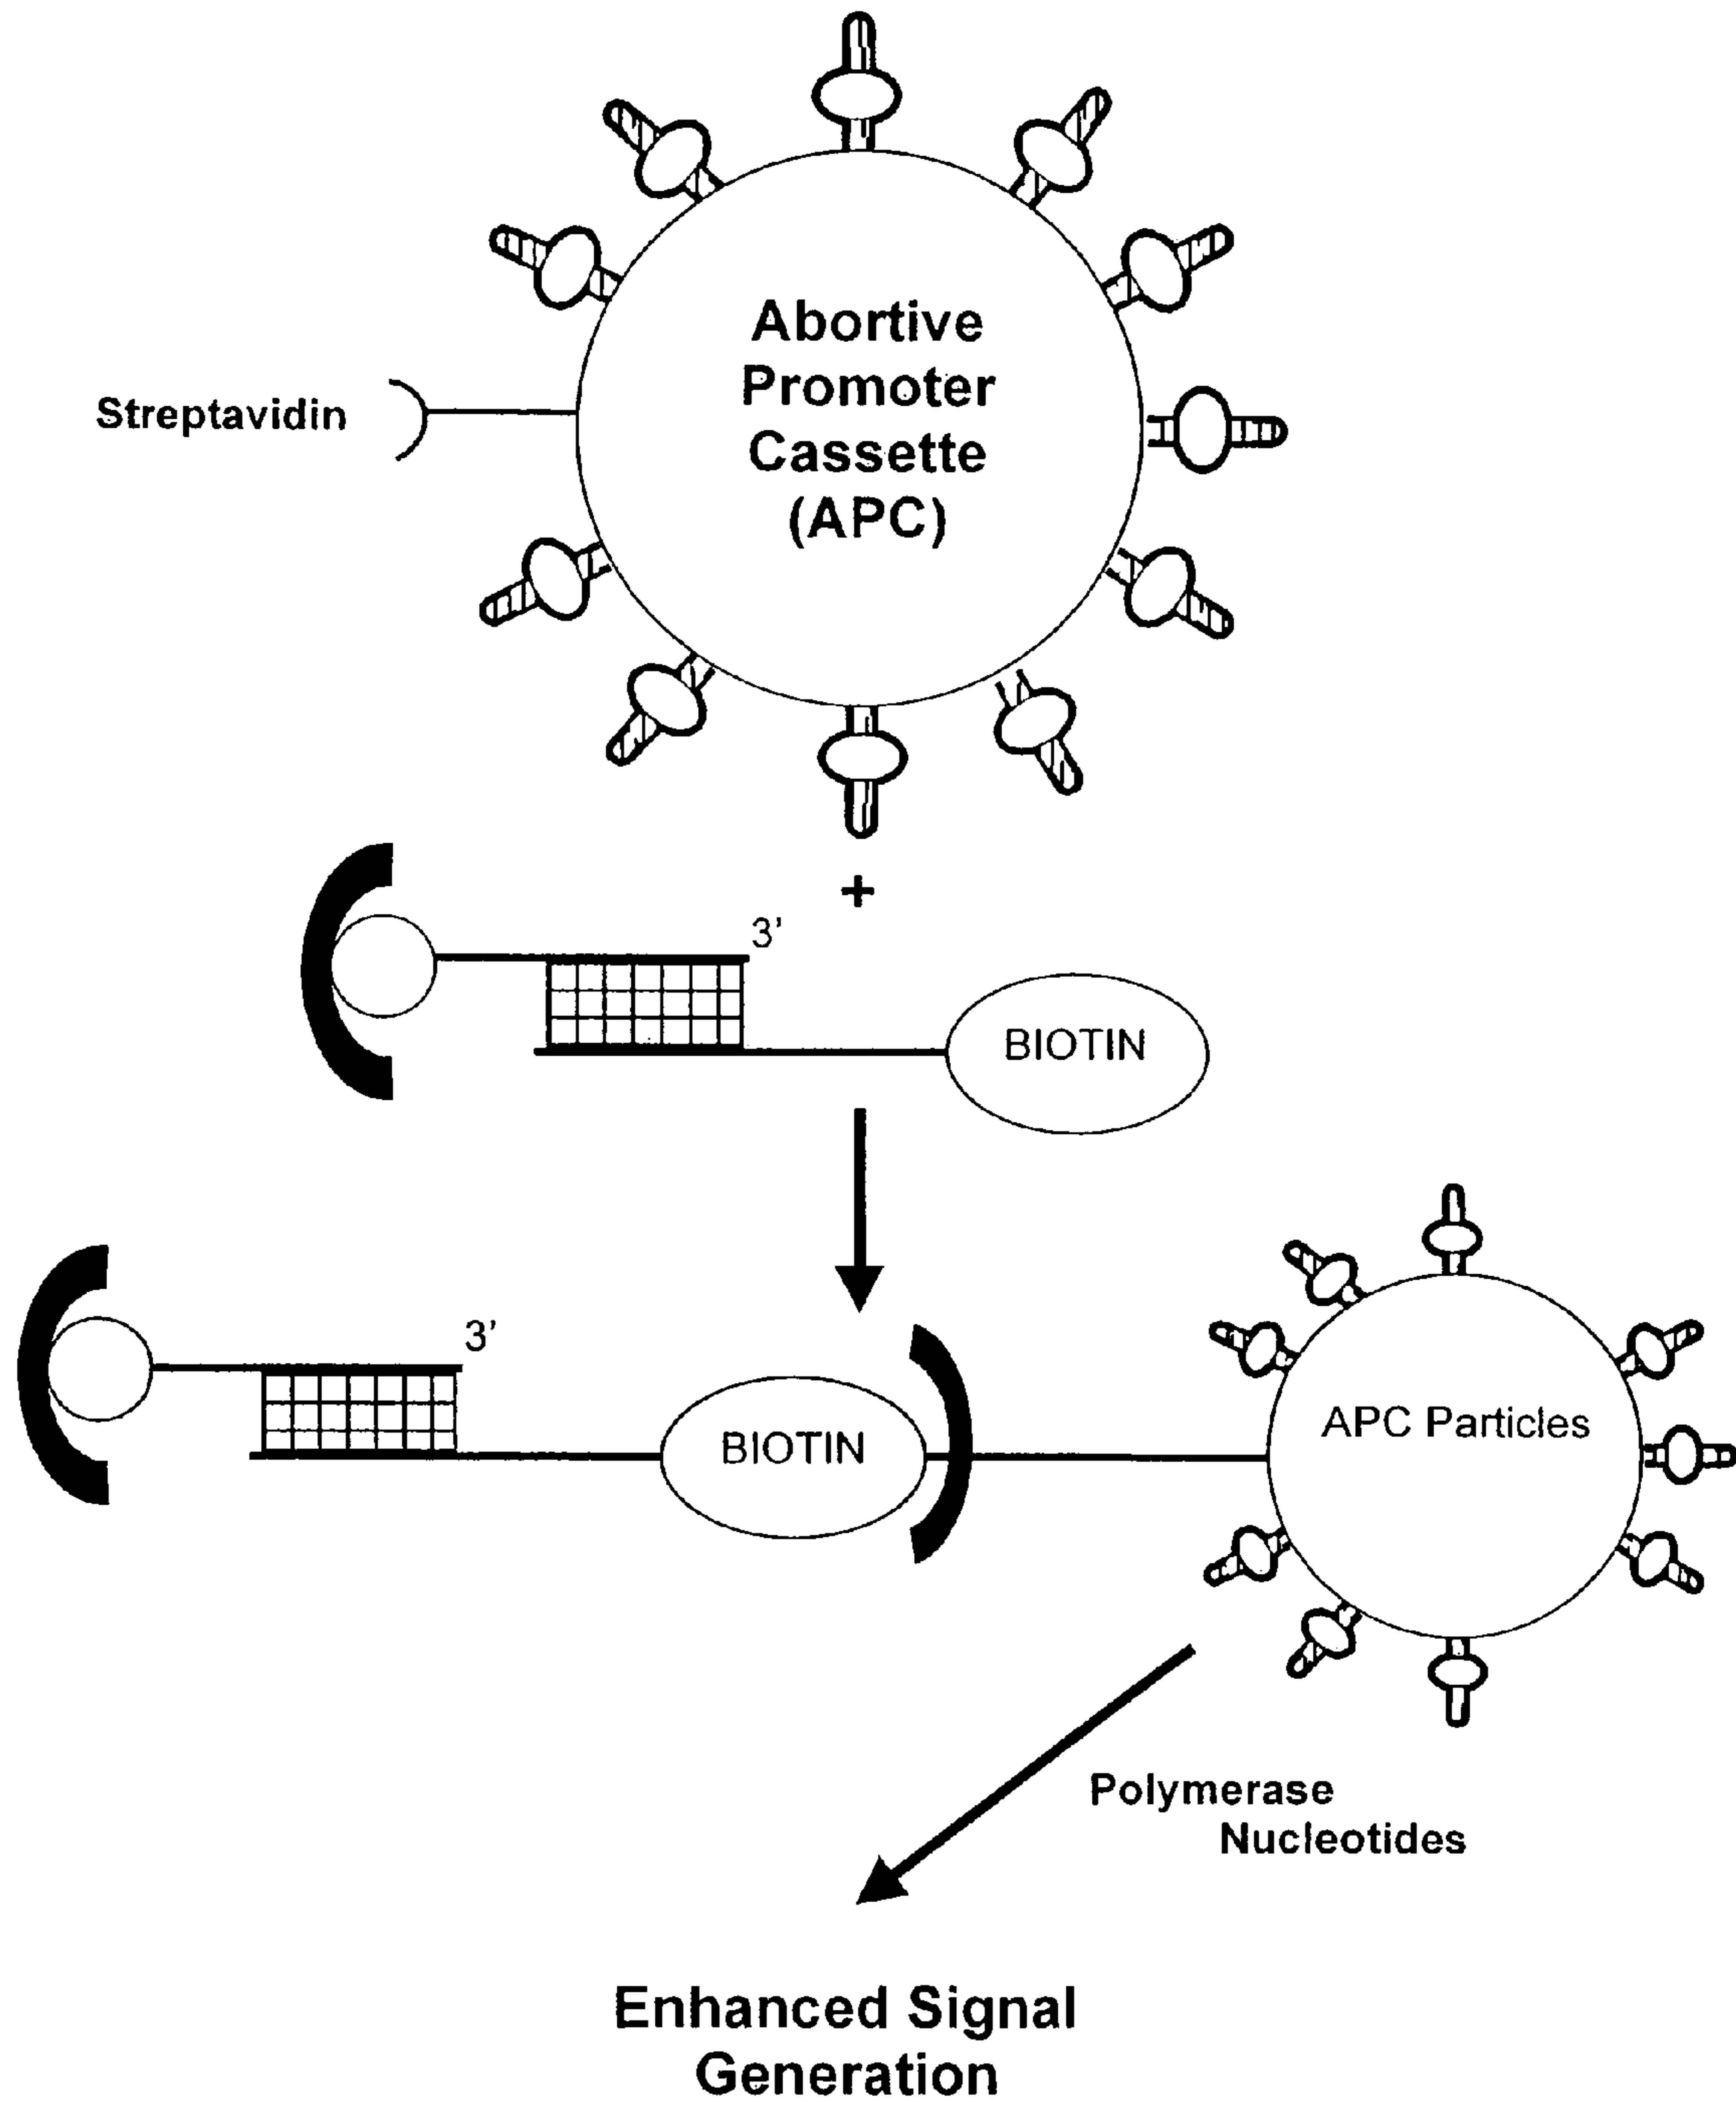 Abortive
Promoter
Cassette
(APC)
Streptavidin
+
3'
BIOTIN
3'
BIOTIN
APC Particles
Polymerase
Nucleotides
Enhanced Signal
Generation